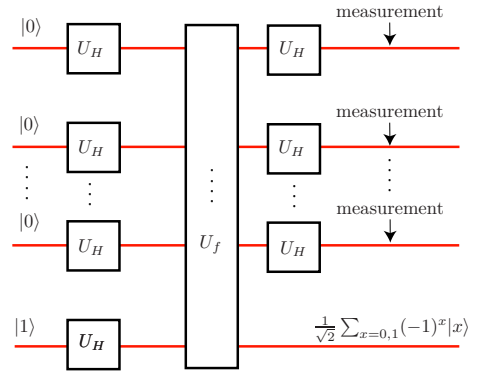 measurement
|0⟩
U_H U_H
measurement
|0⟩
U_H U_H
measurement
|0⟩
U_H U_f U_H
|1⟩
U_H
\frac{1}{\sqrt{2}} \sum_{x=0,1} (-1)^x |x⟩